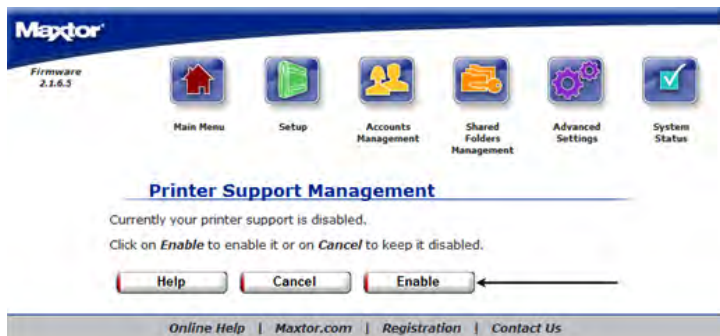 Maxtor
Firmware
2.1.6.5
Main Menu
Setup
Accounts
Management
Shared
Folders
Management
Advanced
Settings
System
Status
Printer Support Management
Currently your printer support is disabled.
Click on Enable to enable it or on Cancel to keep it disabled.
Help
Cancel
Enable
Online Help | Maxtor.com | Registration | Contact Us